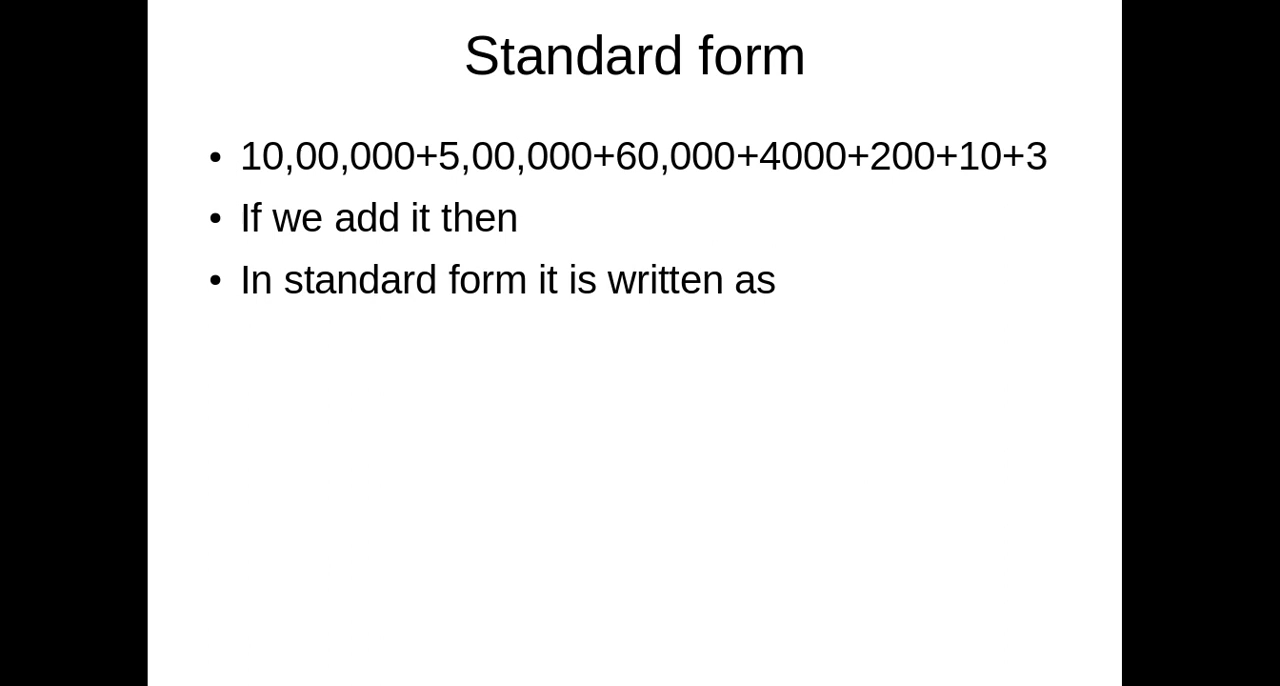 Standard form
• 10,00,000+5,00,000+60,000+4000+200+10+3
• If we add it then
• In standard form it is written as